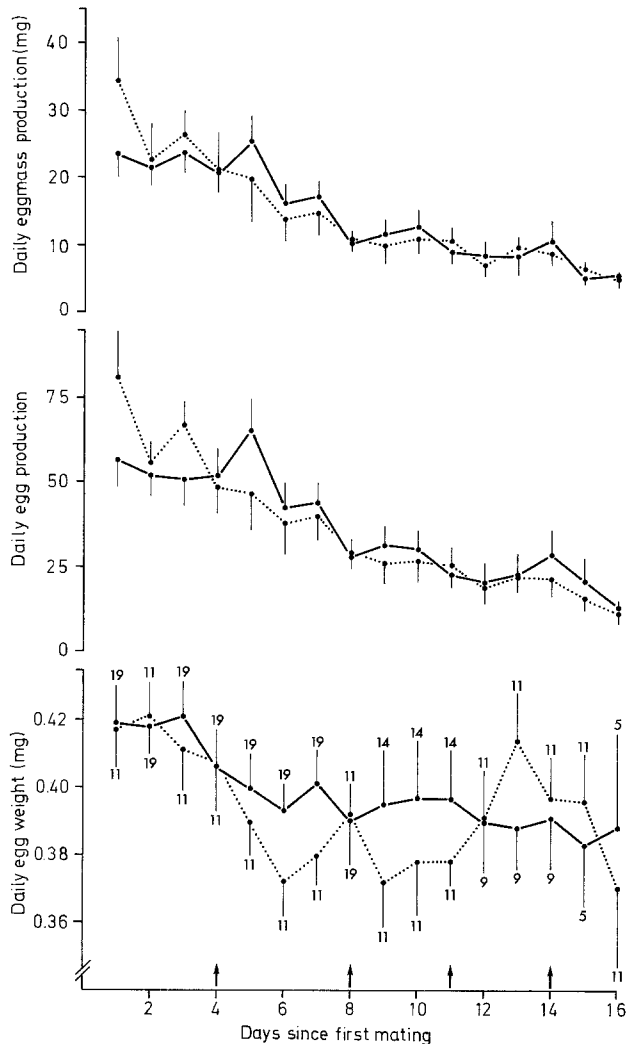 Daily eggmass production(mg)
40
30
20
10
0
Daily egg production
75
50
25
0
Daily egg weight (mg)
0.42
0.40
0.38
0.36
19 11 19 19 19 19 19 11 14 14 14 11 11 11 11 5
11 19 11 11 11 11 11 19 11 11 11 9 9 9 5 11
2 4 6 8 10 12 14 16
Days since first mating